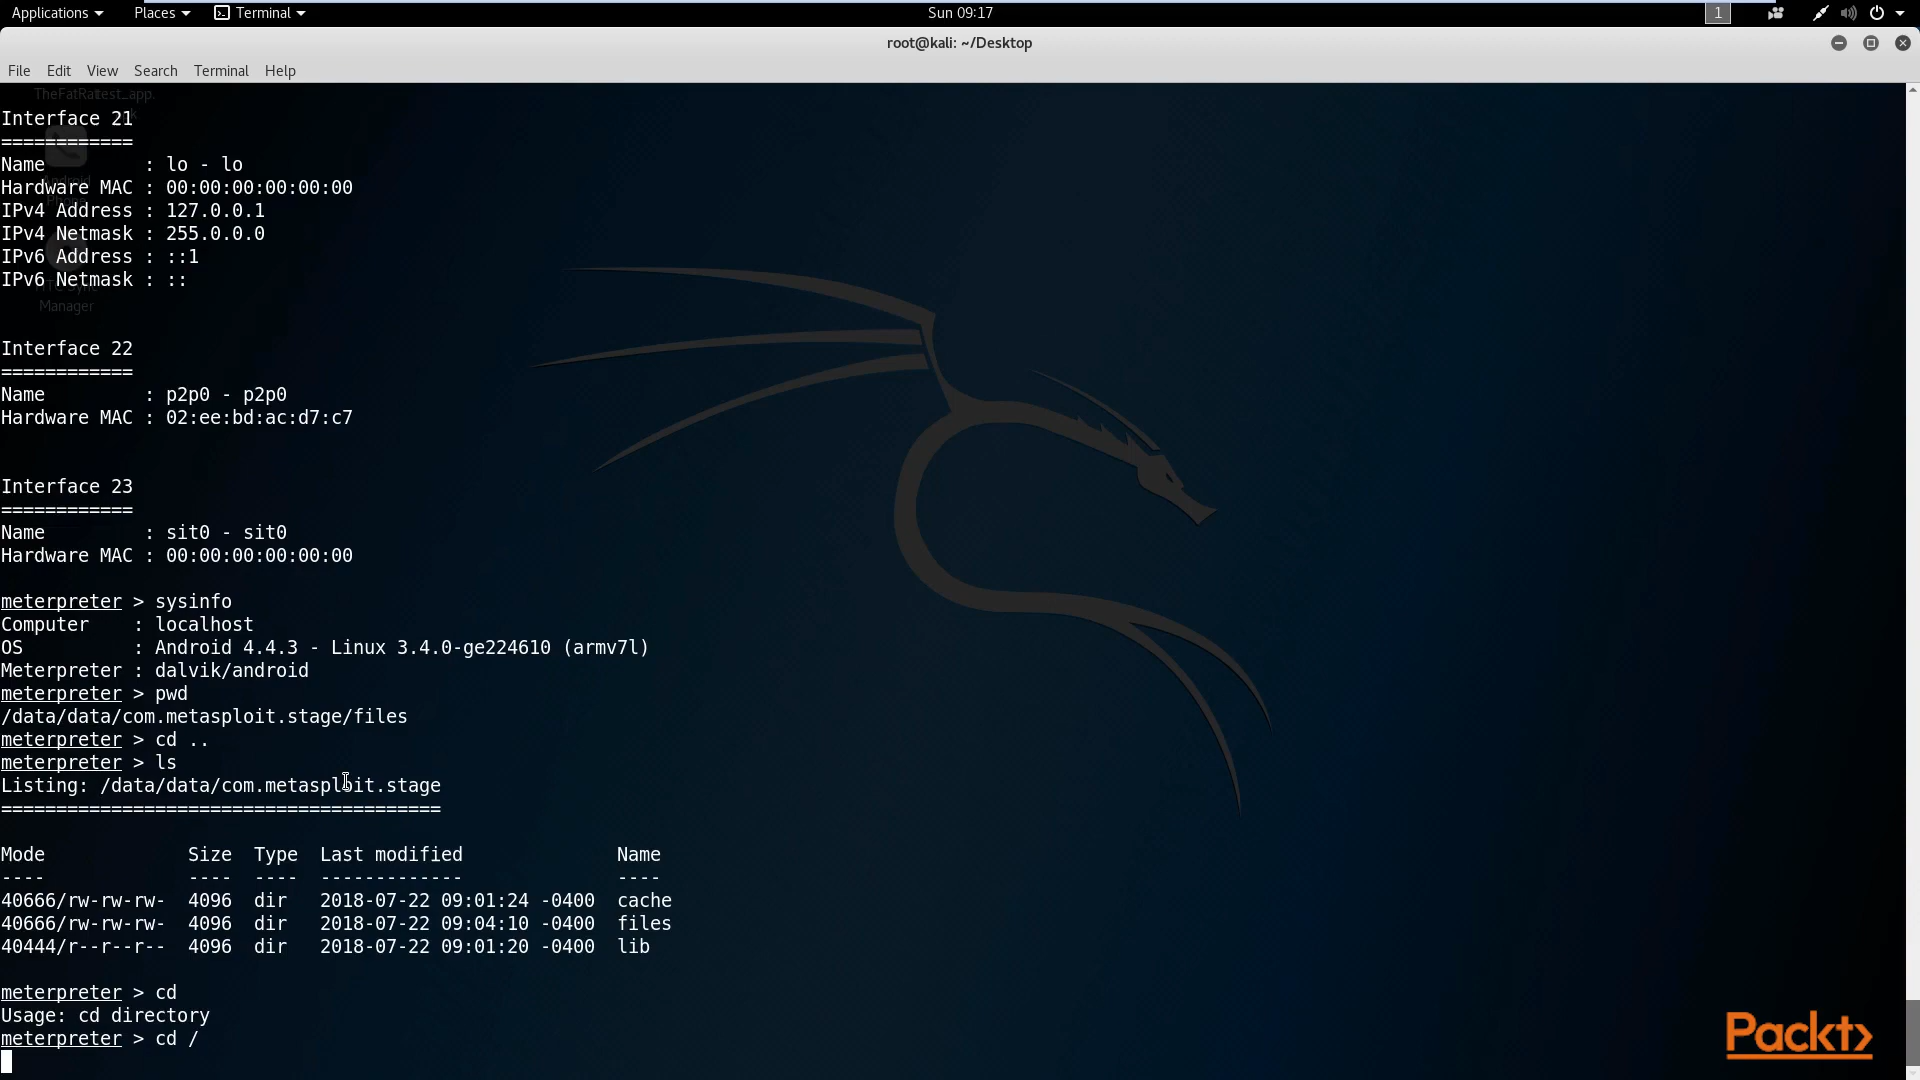 Applications Places Terminal Sun 09:17 1
root@kali: ~/Desktop
File Edit View Search Terminal Help
Interface 21
============
Name         : lo - lo
Hardware MAC : 00:00:00:00:00:00
IPv4 Address : 127.0.0.1
IPv4 Netmask : 255.0.0.0
IPv6 Address : ::1
IPv6 Netmask : ::
Manager
Interface 22
============
Name         : p2p0 - p2p0
Hardware MAC : 02:ee:bd:ac:d7:c7
Interface 23
============
Name         : sit0 - sit0
Hardware MAC : 00:00:00:00:00:00
meterpreter > sysinfo
Computer    : localhost
OS          : Android 4.4.3 - Linux 3.4.0-ge224610 (armv7l)
Meterpreter : dalvik/android
meterpreter > pwd
/data/data/com.metasploit.stage/files
meterpreter > cd ..
meterpreter > ls
Listing: /data/data/com.metasploit.stage
========================================
Mode             Size  Type  Last modified              Name
----             ----  ----  -------------              ----
40666/rw-rw-rw-  4096  dir   2018-07-22 09:01:24 -0400  cache
40666/rw-rw-rw-  4096  dir   2018-07-22 09:04:10 -0400  files
40444/r--r--r--  4096  dir   2018-07-22 09:01:20 -0400  lib
meterpreter > cd
Usage: cd directory
meterpreter > cd /
Packt>